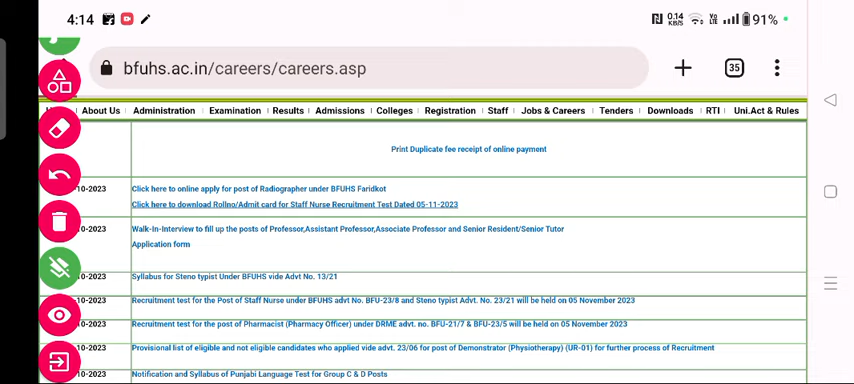 4:14
0.14 KB/S
Vo LTE
91%
bfuhs.ac.in/careers/careers.asp
35
About Us Administration Examination Results Admissions Colleges Registration Staff Jobs & Careers Tenders Downloads RTI Uni.Act & Rules
Print Duplicate fee receipt of online payment
10-2023 Click here to online apply for post of Radiographer under BFUHS Faridkot
Click here to download Rollno/Admit card for Staff Nurse Recruitment Test Dated 05-11-2023
0-2023 Walk-In-Interview to fill up the posts of Professor,Assistant Professor,Associate Professor and Senior Resident/Senior Tutor
Application form
0-2023 Syllabus for Steno typist Under BFUHS vide Advt No. 13/21
10-2023 Recruitment test for the Post of Staff Nurse under BFUHS advt No. BFU-23/8 and Steno typist Advt. No. 23/21 will be held on 05 November 2023
0-2023 Recruitment test for the post of Pharmacist (Pharmacy Officer) under DRME advt. no. BFU-21/7 & BFU-23/5 will be held on 05 November 2023
10-2023 Provisional list of eligible and not eligible candidates who applied vide advt. 23/06 for post of Demonstrator (Physiotherapy) (UR-01) for further process of Recruitment
10-2023 Notification and Syllabus of Punjabi Language Test for Group C & D Posts